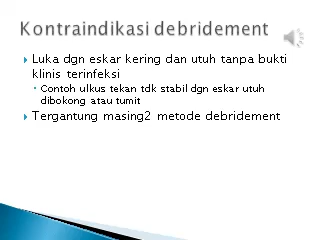 Kontraindikasi debridement
Luka dgn eskar kering dan utuh tanpa bukti
klinis terinfeksi
Contoh ulkus tekan tdk stabil dgn eskar utuh
dibokong atau tumit
Tergantung masing2 metode debridement